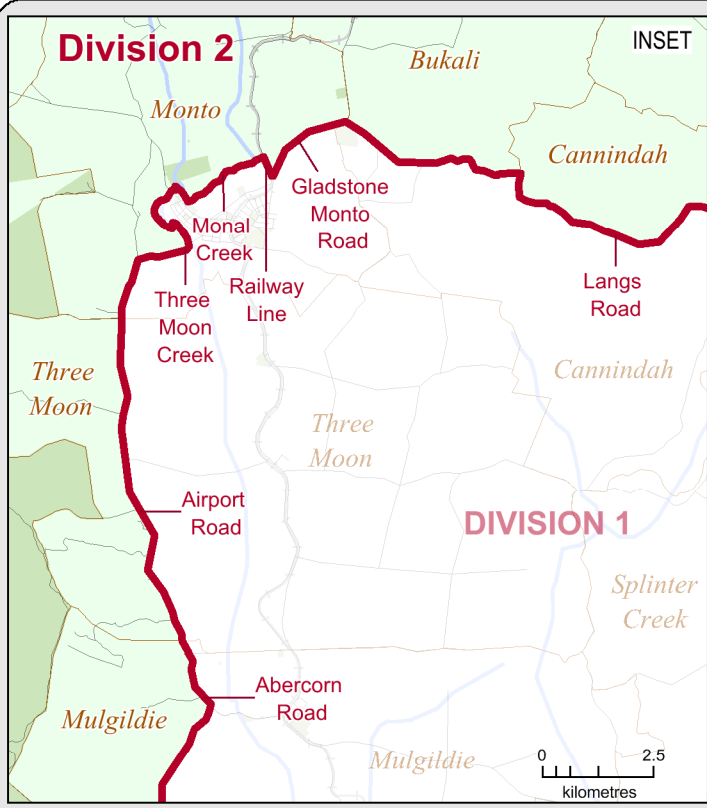 Division 2
INSET
Bukali
Monto
Cannindah
Gladstone
Monto
Road
Monal
Creek
Railway
Line
Langs
Road
Three
Moon
Creek
Three
Moon
Cannindah
Three
Moon
Airport
Road
DIVISION 1
Splinter
Creek
Abercorn
Road
Mulgildie
Mulgildie
0 2.5
kilometres